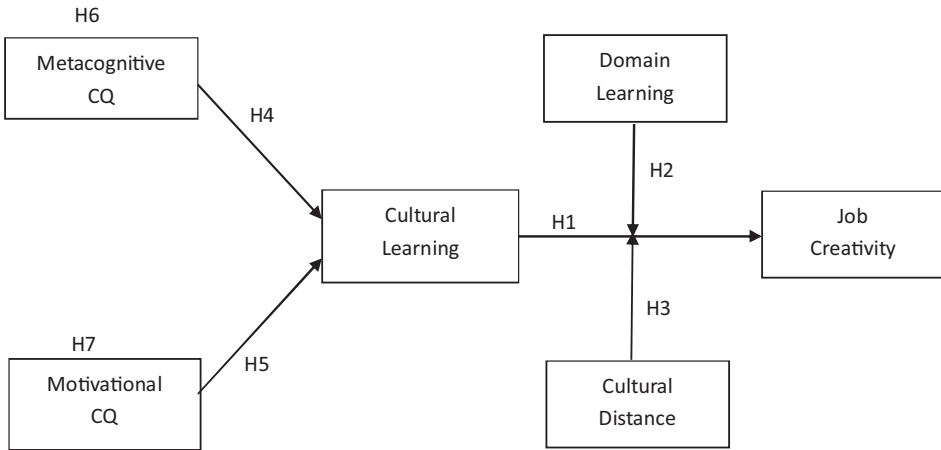 H6
Metacognitive
CQ
H4
Domain
Learning
H2
Cultural
Learning
H1
Job
Creativity
H3
H7
Motivational
CQ
H5
Cultural
Distance